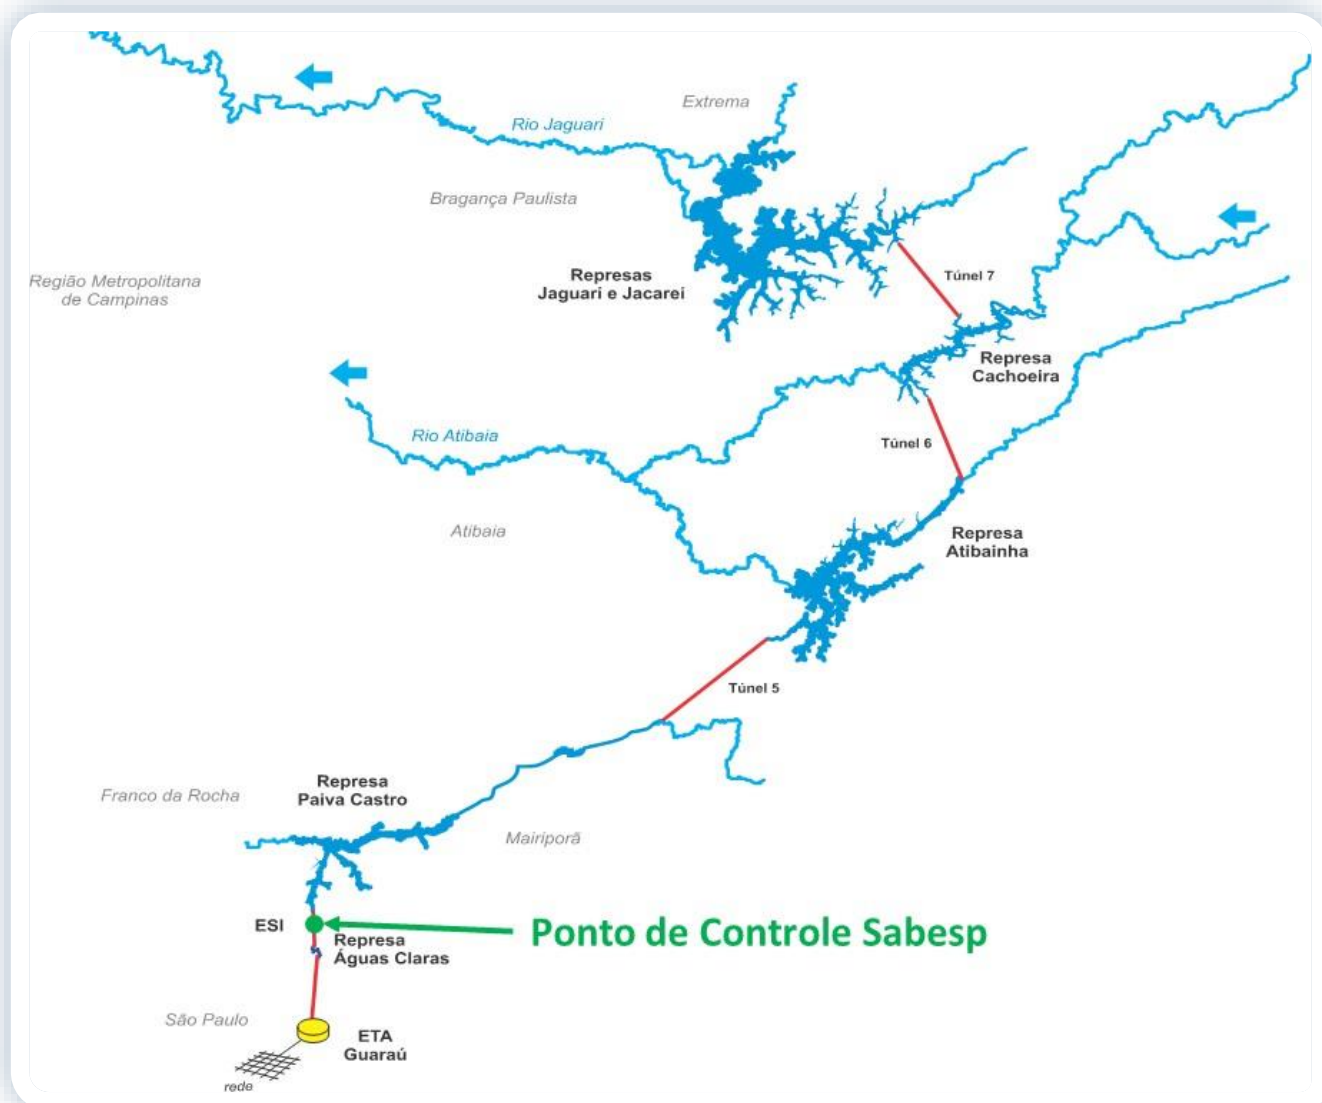 Extrema
Rio Jaguari
Bragança Paulista
Represas
Jaguari e Jacarei
Túnel 7
Região Metropolitana
de Campinas
Represa
Cachoeira
Rio Atibaia
Túnel 6
Atibaia
Represa
Atibainha
Túnel 5
Represa
Paiva Castro
Franco da Rocha
Mairiporã
ESI
Ponto de Controle Sabesp
Represa
Águas Claras
São Paulo
ETA
Guaraú
rede